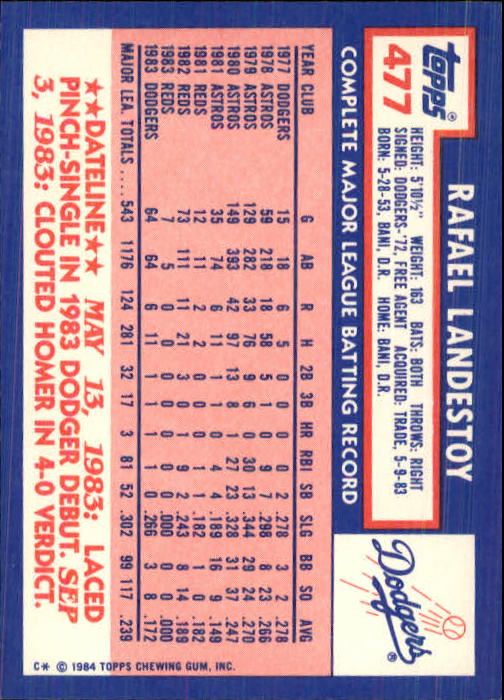 topps®
477
RAFAEL LANDESTOY
HEIGHT: 5'10½" WEIGHT: 163 BATS: BOTH THROWS: RIGHT
SIGNED: DODGERS-'72, FREE AGENT ACQUIRED: TRADE, 5-9-83
BORN: 5-28-53, BANI, D.R. HOME: BANI, D.R.
Dodgers®
COMPLETE MAJOR LEAGUE BATTING RECORD
YEAR CLUB G AB R H 2B 3B HR RBI SB SLG BB SO AVG
1977 DODGERS 15 18 6 5 0 0 0 0 2 .278 3 2 .278
1978 ASTROS 59 218 18 58 5 1 0 9 7 .298 8 23 .266
1979 ASTROS 129 282 33 76 9 6 0 30 13 .344 29 24 .270
1980 ASTROS 149 393 42 97 13 8 1 27 23 .328 31 37 .247
1981 ASTROS 35 74 6 11 1 1 0 4 4 .189 16 9 .149
1981 REDS 12 11 2 2 0 0 0 1 1 .182 1 0 .182
1982 REDS 73 111 11 21 3 0 1 9 2 .243 8 14 .189
1983 REDS 7 5 0 0 0 0 0 0 0 .000 0 0 .000
1983 DODGERS 64 64 6 11 1 1 1 1 0 .266 3 8 .172
MAJOR LEA. TOTALS .... 543 1176 124 281 32 17 3 81 52 .302 99 117 .239
★★DATELINE★★ MAY 13, 1983: LACED
PINCH-SINGLE IN 1983 DODGER DEBUT. SEP
3, 1983: CLOUTED HOMER IN 4-0 VERDICT.
C* © 1984 TOPPS CHEWING GUM, INC.